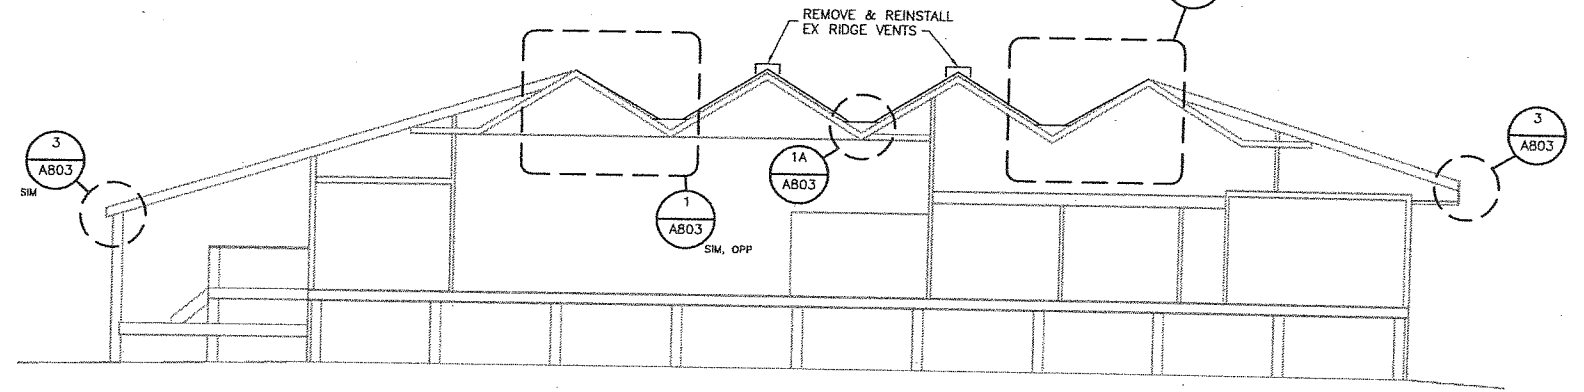 REMOVE & REINSTALL
EX RIDGE VENTS
3
A803
SIM
1A
A803
1
A803
SIM, OPP
3
A803